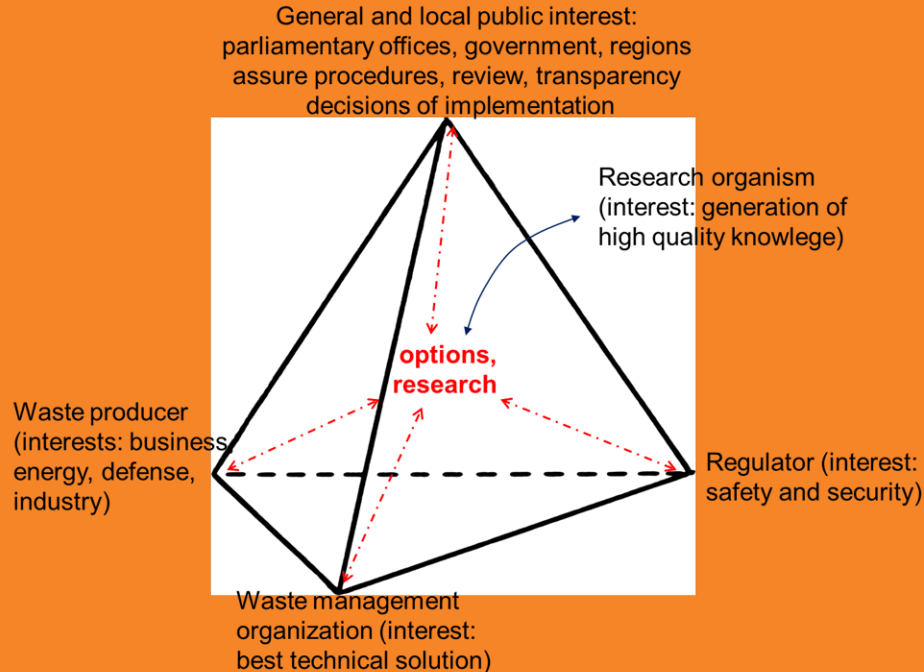 General and local public interest:
parliamentary offices, government, regions
assure procedures, review, transparency
decisions of implementation
Research organism
(interest: generation of
high quality knowlege)
options,
research
Waste producer
(interests: business,
energy, defense,
industry)
Regulator (interest:
safety and security)
Waste management
organization (interest:
best technical solution)